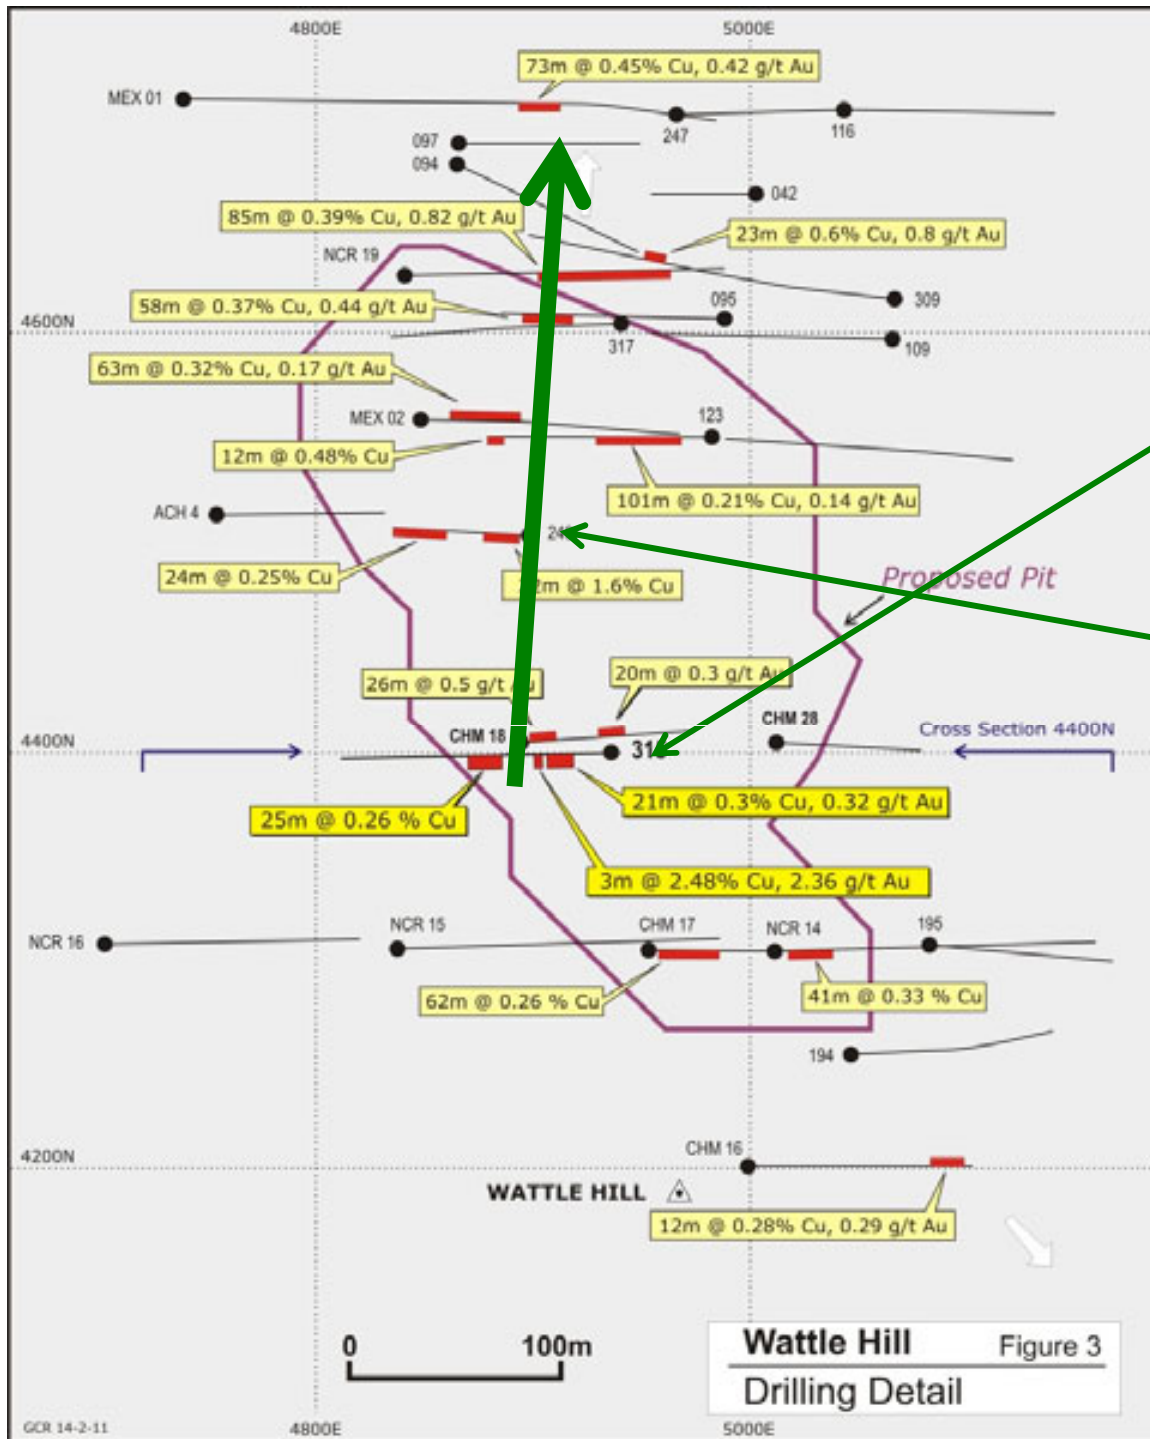 4800E 5000E
73m @ 0.45% Cu, 0.42 g/t Au
MEX 01
247
116
097
094
042
85m @ 0.39% Cu, 0.82 g/t Au
23m @ 0.6% Cu, 0.8 g/t Au
NCR 19
58m @ 0.37% Cu, 0.44 g/t Au
095
309
4600N
317
109
63m @ 0.32% Cu, 0.17 g/t Au
MEX 02
123
12m @ 0.48% Cu
101m @ 0.21% Cu, 0.14 g/t Au
ACH 4
24m @ 0.25% Cu
m @ 1.6% Cu
Proposed Pit
26m @ 0.5 g/t
20m @ 0.3 g/t Au
CHM 18
CHM 28
4400N
Cross Section 4400N
25m @ 0.26 % Cu
21m @ 0.3% Cu, 0.32 g/t Au
3m @ 2.48% Cu, 2.36 g/t Au
NCR 16
NCR 15
CHM 17
NCR 14
195
62m @ 0.26 % Cu
41m @ 0.33 % Cu
194
4200N
CHM 16
WATTLE HILL
12m @ 0.28% Cu, 0.29 g/t Au
0 100m
Wattle Hill Figure 3
Drilling Detail
GCR 14-2-11
4800E 5000E